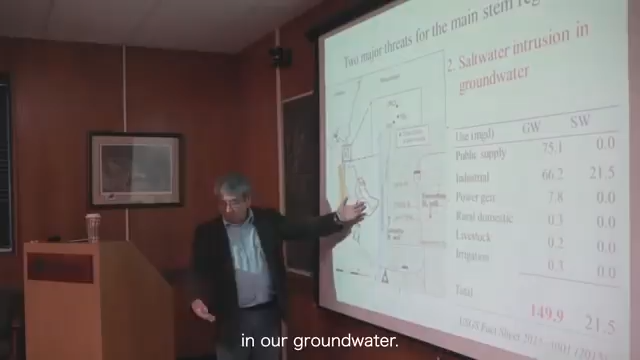 Two major threats for the main stem reg
2. Saltwater intrusion in
groundwater
Use (mgd) GW SW
Public supply 75.1 0.0
Industrial 66.2 21.5
Power gen 7.8 0.0
Rural domestic 0.3 0.0
Livestock 0.2 0.0
Irrigation 0.3 0.0
Total 149.9 21.5
USGS Fact Sheet
in our groundwater.